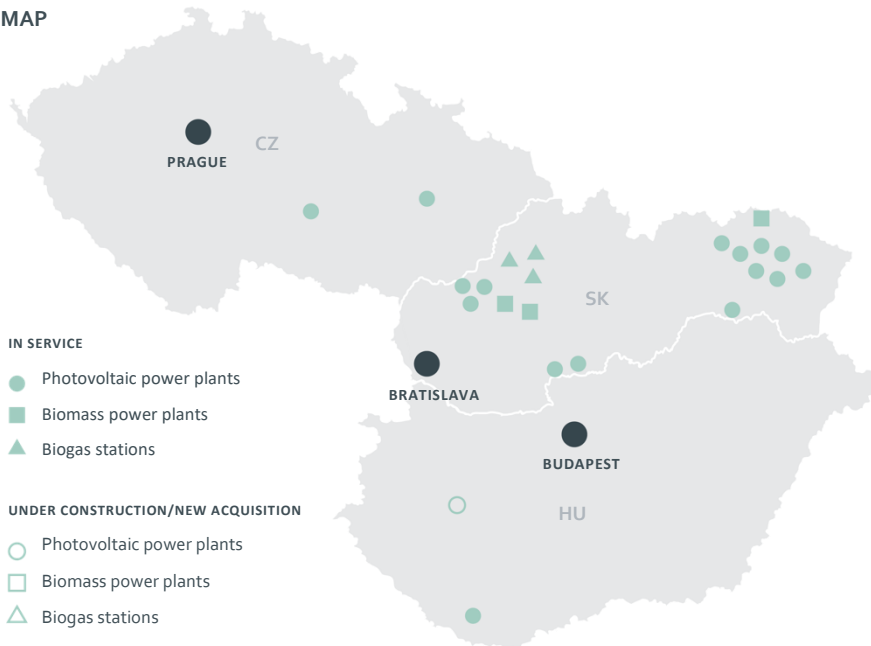 MAP
CZ
PRAGUE
SK
IN SERVICE
Photovoltaic power plants
Biomass power plants
Biogas stations
BRATISLAVA
BUDAPEST
HU
UNDER CONSTRUCTION/NEW ACQUISITION
Photovoltaic power plants
Biomass power plants
Biogas stations